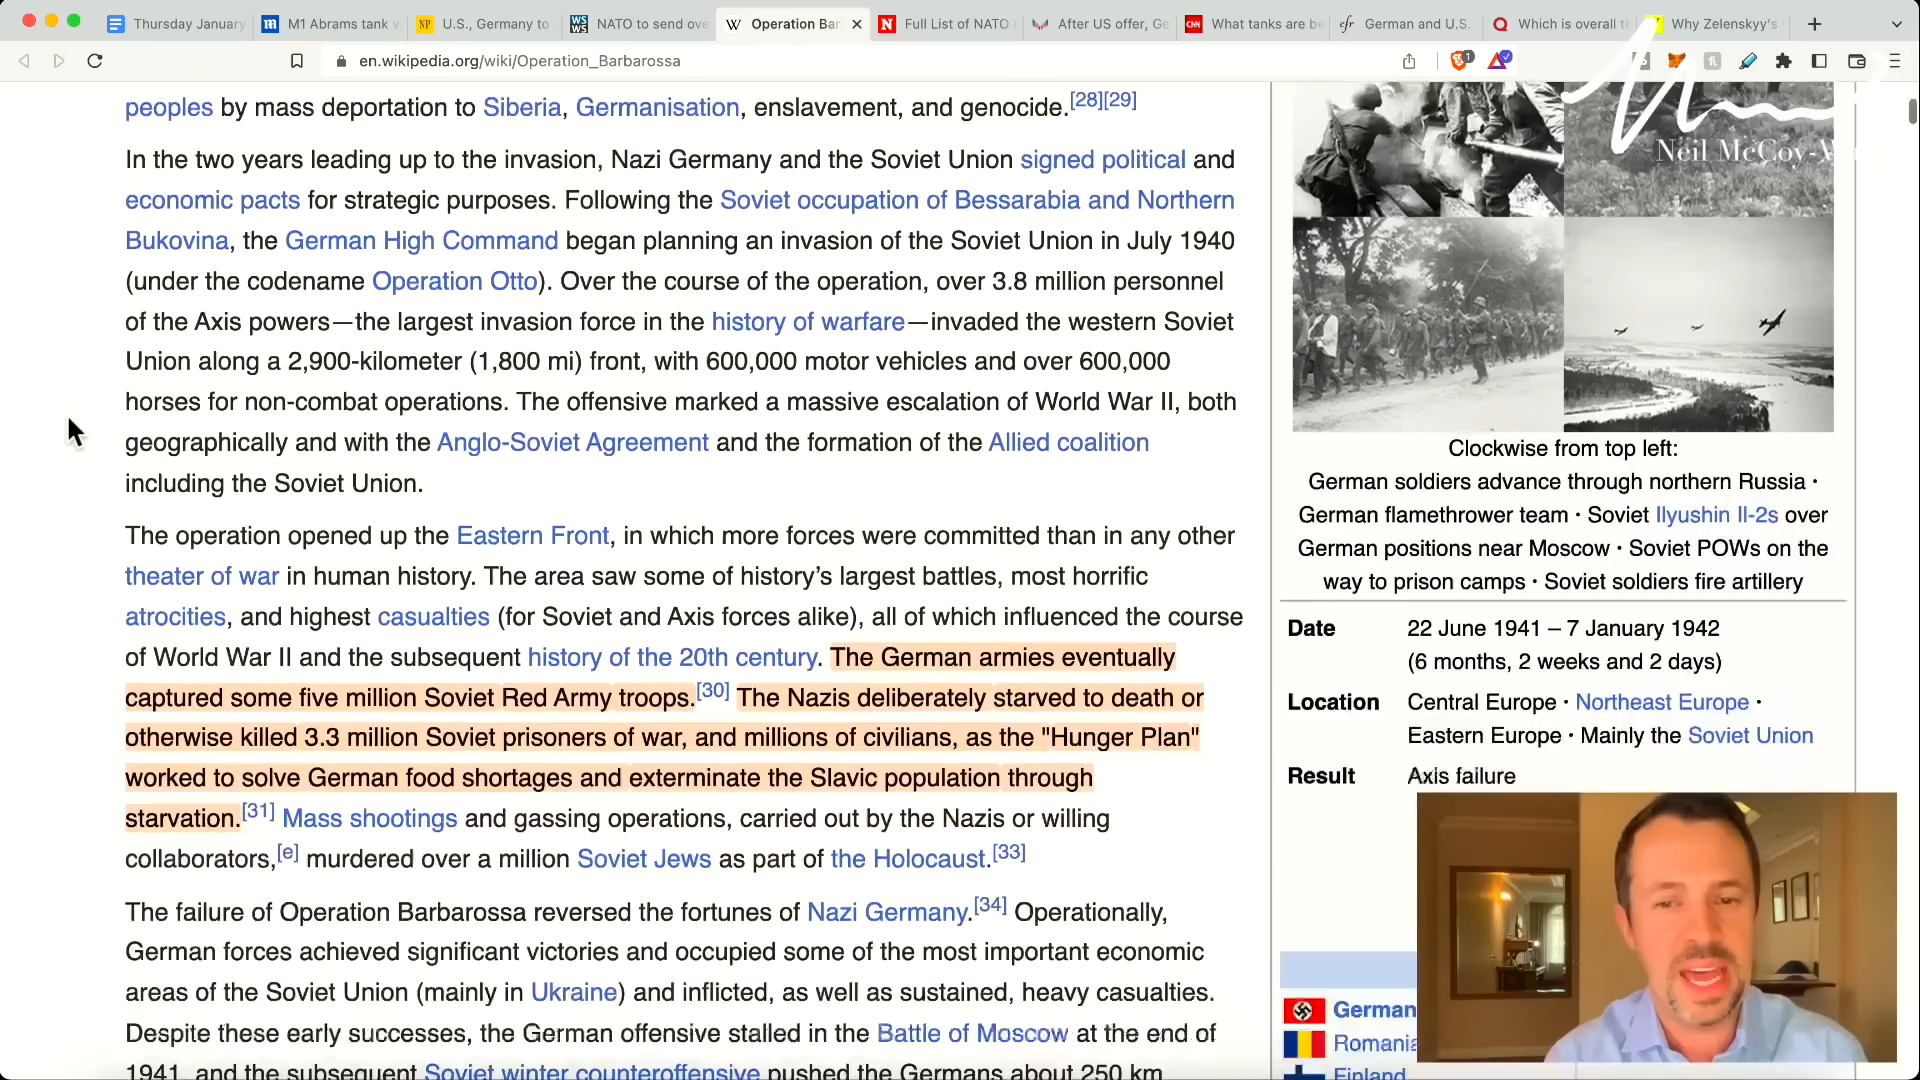 Thursday January
M1 Abrams tank v
U.S., Germany to
NATO to send ove
Operation Bar
Full List of NATO
After US offer, Ge
What tanks are be
German and U.S.
Which is overall t
Why Zelenskyy's
en.wikipedia.org/wiki/Operation_Barbarossa
Neil McCoy-W
peoples by mass deportation to Siberia, Germanisation, enslavement, and genocide.[28][29]
In the two years leading up to the invasion, Nazi Germany and the Soviet Union signed political and
economic pacts for strategic purposes. Following the Soviet occupation of Bessarabia and Northern
Bukovina, the German High Command began planning an invasion of the Soviet Union in July 1940
(under the codename Operation Otto). Over the course of the operation, over 3.8 million personnel
of the Axis powers—the largest invasion force in the history of warfare—invaded the western Soviet
Union along a 2,900-kilometer (1,800 mi) front, with 600,000 motor vehicles and over 600,000
horses for non-combat operations. The offensive marked a massive escalation of World War II, both
geographically and with the Anglo-Soviet Agreement and the formation of the Allied coalition
including the Soviet Union.
The operation opened up the Eastern Front, in which more forces were committed than in any other
theater of war in human history. The area saw some of history's largest battles, most horrific
atrocities, and highest casualties (for Soviet and Axis forces alike), all of which influenced the course
of World War II and the subsequent history of the 20th century. The German armies eventually
captured some five million Soviet Red Army troops.[30] The Nazis deliberately starved to death or
otherwise killed 3.3 million Soviet prisoners of war, and millions of civilians, as the "Hunger Plan"
worked to solve German food shortages and exterminate the Slavic population through
starvation.[31] Mass shootings and gassing operations, carried out by the Nazis or willing
collaborators,[e] murdered over a million Soviet Jews as part of the Holocaust.[33]
The failure of Operation Barbarossa reversed the fortunes of Nazi Germany.[34] Operationally,
German forces achieved significant victories and occupied some of the most important economic
areas of the Soviet Union (mainly in Ukraine) and inflicted, as well as sustained, heavy casualties.
Despite these early successes, the German offensive stalled in the Battle of Moscow at the end of
1941, and the subsequent Soviet winter counteroffensive pushed the Germans about 250 km
Clockwise from top left:
German soldiers advance through northern Russia ·
German flamethrower team · Soviet Ilyushin Il-2s over
German positions near Moscow · Soviet POWs on the
way to prison camps · Soviet soldiers fire artillery
Date 22 June 1941 – 7 January 1942
(6 months, 2 weeks and 2 days)
Location Central Europe · Northeast Europe ·
Eastern Europe · Mainly the Soviet Union
Result Axis failure
German
Romania
Finland